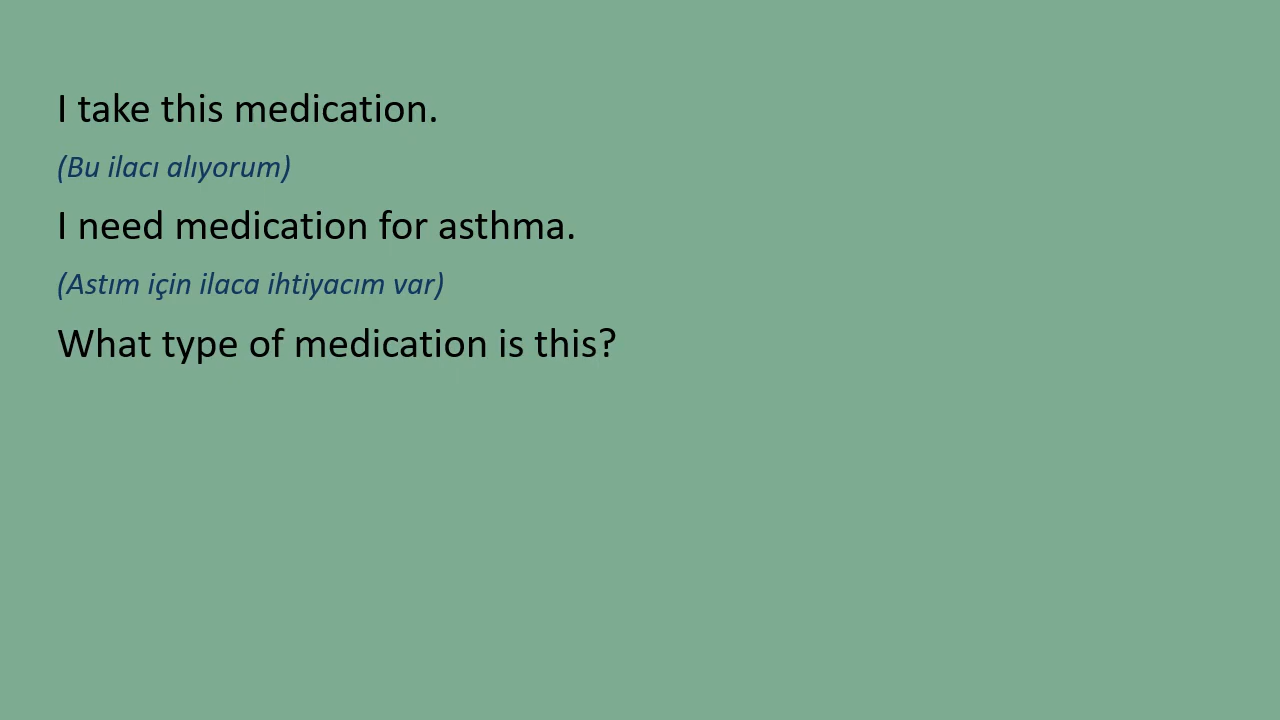 I take this medication.
(Bu ilacı alıyorum)
I need medication for asthma.
(Astım için ilaca ihtiyacım var)
What type of medication is this?